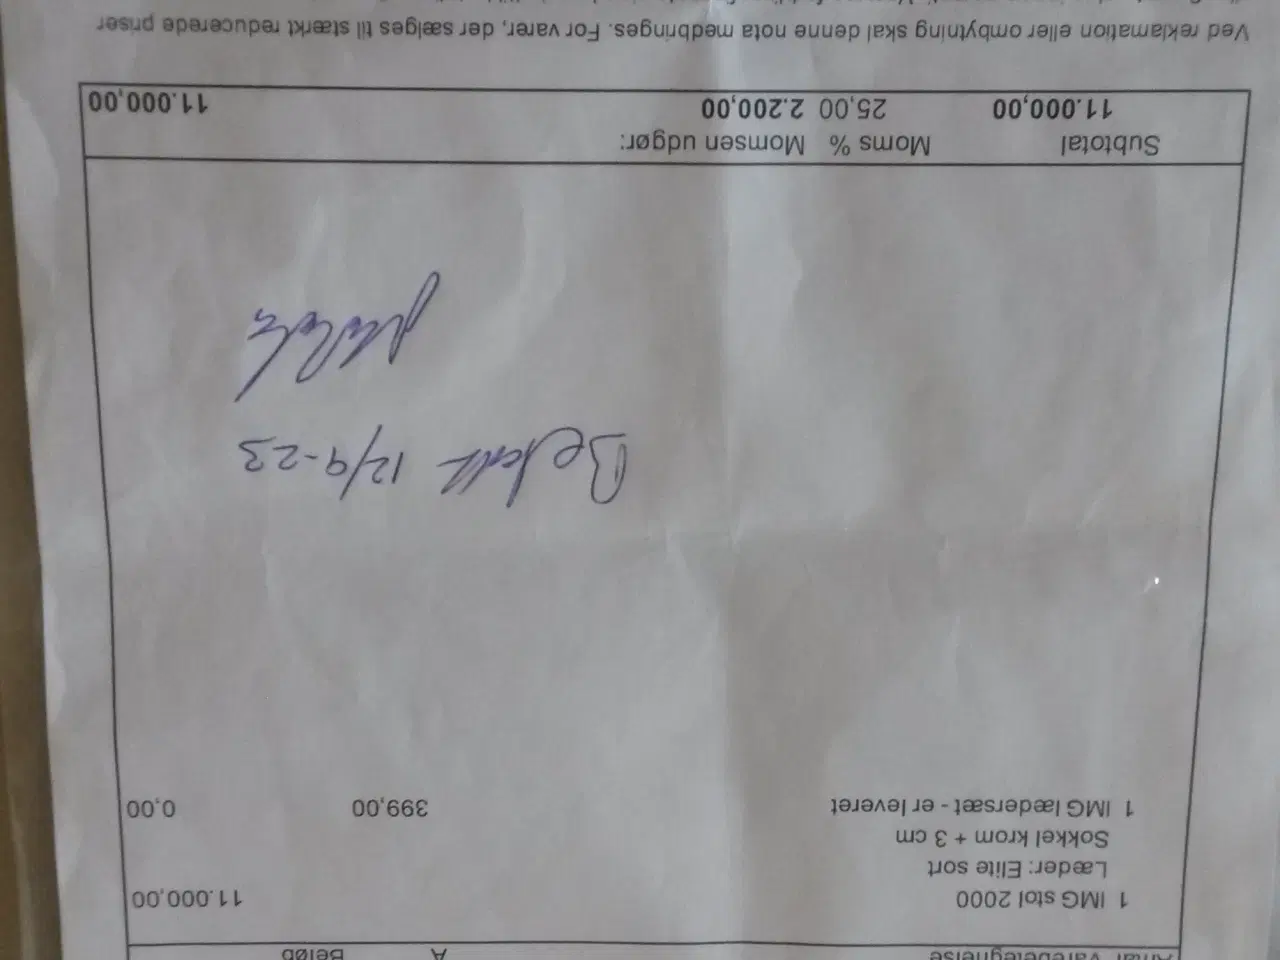 Antal Varebetegnelse A Beløb
1 IMG stol 2000 11.000,00
Læder: Elite sort
Sokkel krom + 3 cm
1 IMG lædersæt - er leveret 399,00 0,00
Betalt 12/9-23
Subtotal Moms % Momsen udgør:
11.000,00 25,00 2.200,00 11.000,00
Ved reklamation eller ombytning skal denne nota medbringes. For varer, der sælges til stærkt reducerede priser